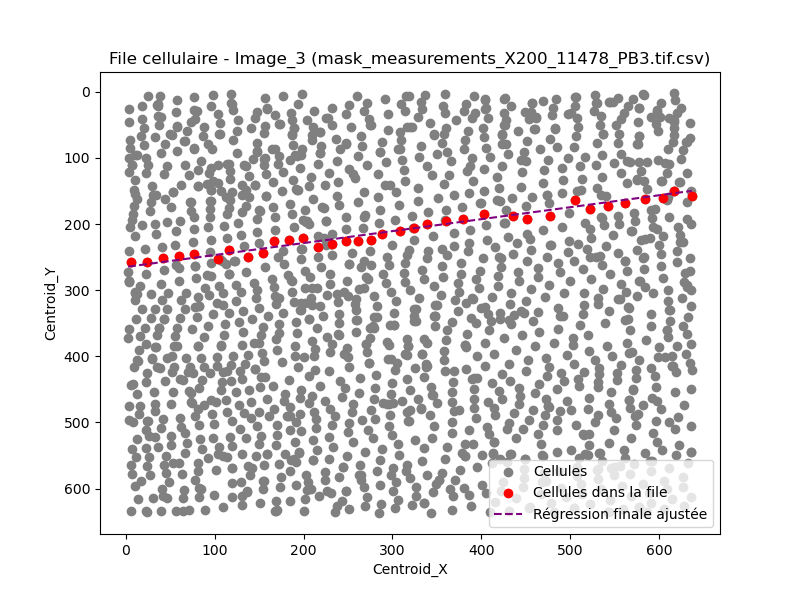 File cellulaire - Image_3 (mask_measurements_X200_11478_PB3.tif.csv)
0
100
200
300
400
500
600
Centroid_Y
Cellules
Cellules dans la file
Régression finale ajustée
0 100 200 300 400 500 600
Centroid_X